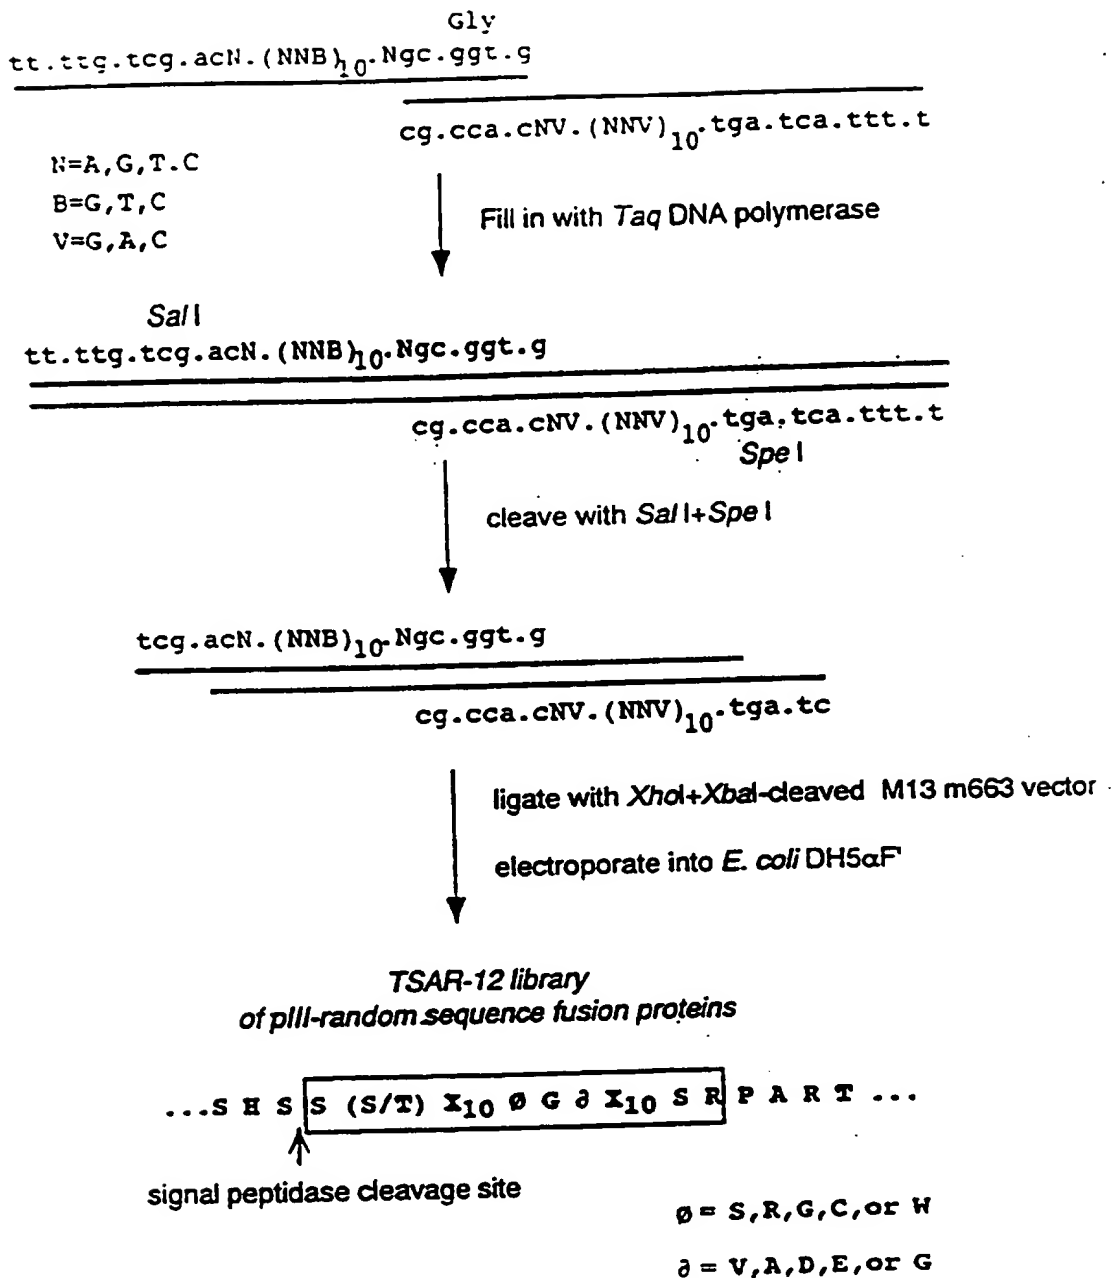 Gly
tt.ttg.tcg.acN.(NNB)10.Ngc.ggt.g
cg.cca.cNV.(NNV)10.tga.tca.ttt.t
N=A,G,T.C
B=G,T,C
V=G,A,C
Fill in with Taq DNA polymerase
Sal I
tt.ttg.tcg.acN.(NNB)10.Ngc.ggt.g
cg.cca.cNV.(NNV)10.tga.tca.ttt.t
Spe I
cleave with Sal I+Spe I
tcg.acN.(NNB)10.Ngc.ggt.g
cg.cca.cNV.(NNV)10.tga.tc
ligate with XhoI+XbaI-cleaved M13 m663 vector
electroporate into E. coli DH5αF'
TSAR-12 library
of pIII-random sequence fusion proteins
...S H S S (S/T) X10 ø G ∂ X10 S R P A R T ...
signal peptidase cleavage site
ø = S,R,G,C,or W
∂ = V,A,D,E,or G